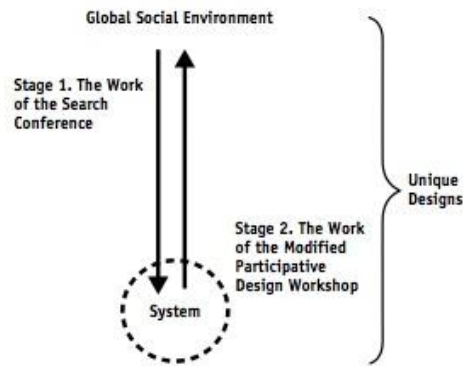 Global Social Environment
Stage 1. The Work
of the Search
Conference
Unique
Designs
Stage 2. The Work
of the Modified
Participative
Design Workshop
System